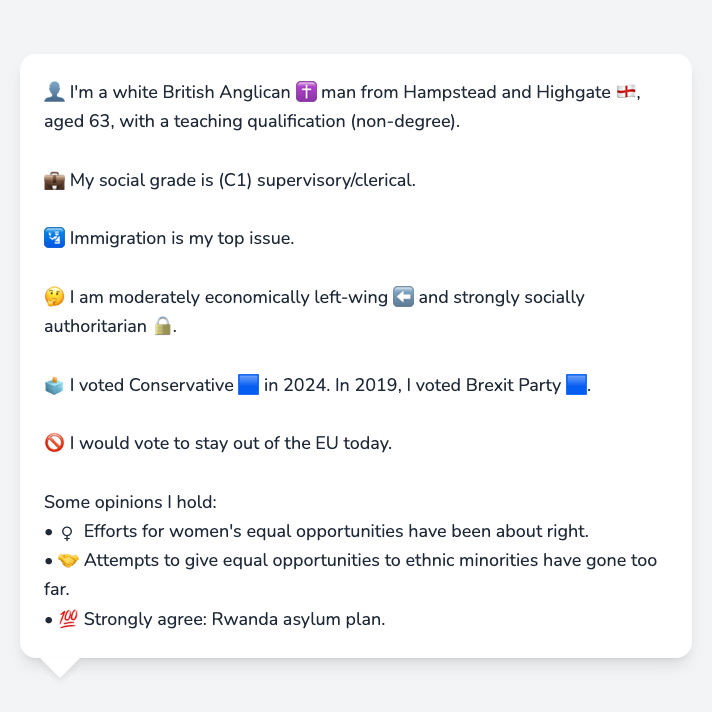 👤 I'm a white British Anglican ✝️ man from Hampstead and Highgate 🏴󠁧󠁢󠁥󠁮󠁧󠁿,
aged 63, with a teaching qualification (non-degree).
💼 My social grade is (C1) supervisory/clerical.
🛂 Immigration is my top issue.
🤔 I am moderately economically left-wing ⬅️ and strongly socially
authoritarian 🔒.
🗳️ I voted Conservative 🟦 in 2024. In 2019, I voted Brexit Party 🟦.
🚫 I would vote to stay out of the EU today.
Some opinions I hold:
• ♀ Efforts for women's equal opportunities have been about right.
• 🤝 Attempts to give equal opportunities to ethnic minorities have gone too
far.
• 💯 Strongly agree: Rwanda asylum plan.